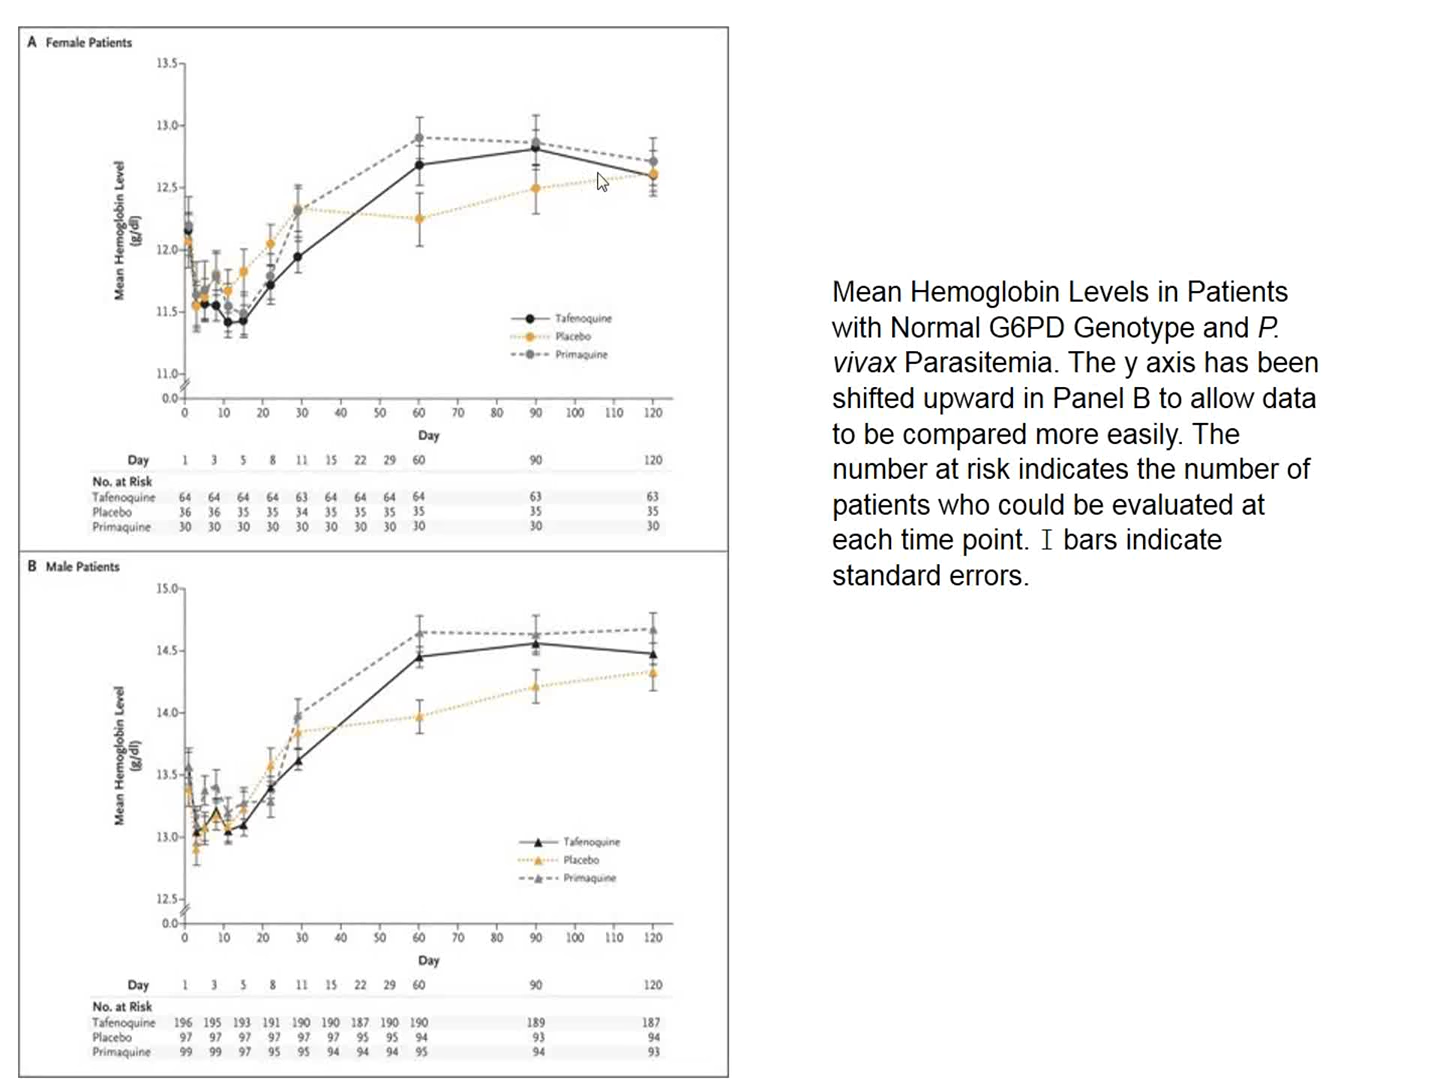 A Female Patients
13.5
13.0
12.5
12.0
11.5
11.0
0.0
Mean Hemoglobin Level
(g/dl)
Tafenoquine
Placebo
Primaquine
0 10 20 30 40 50 60 70 80 90 100 110 120
Day
Day 1 3 5 8 11 15 22 29 60 90 120
No. at Risk
Tafenoquine 64 64 64 64 63 64 64 64 64 63 63
Placebo 36 36 35 35 34 35 35 35 35 35 35
Primaquine 30 30 30 30 30 30 30 30 30 30 30
B Male Patients
15.0
14.5
14.0
13.5
13.0
12.5
0.0
Mean Hemoglobin Level
(g/dl)
Tafenoquine
Placebo
Primaquine
0 10 20 30 40 50 60 70 80 90 100 110 120
Day
Day 1 3 5 8 11 15 22 29 60 90 120
No. at Risk
Tafenoquine 196 195 193 191 190 190 187 190 190 189 187
Placebo 97 97 97 97 97 97 95 95 94 93 94
Primaquine 99 99 97 95 95 94 94 94 95 94 93
Mean Hemoglobin Levels in Patients
with Normal G6PD Genotype and P.
vivax Parasitemia. The y axis has been
shifted upward in Panel B to allow data
to be compared more easily. The
number at risk indicates the number of
patients who could be evaluated at
each time point. I bars indicate
standard errors.